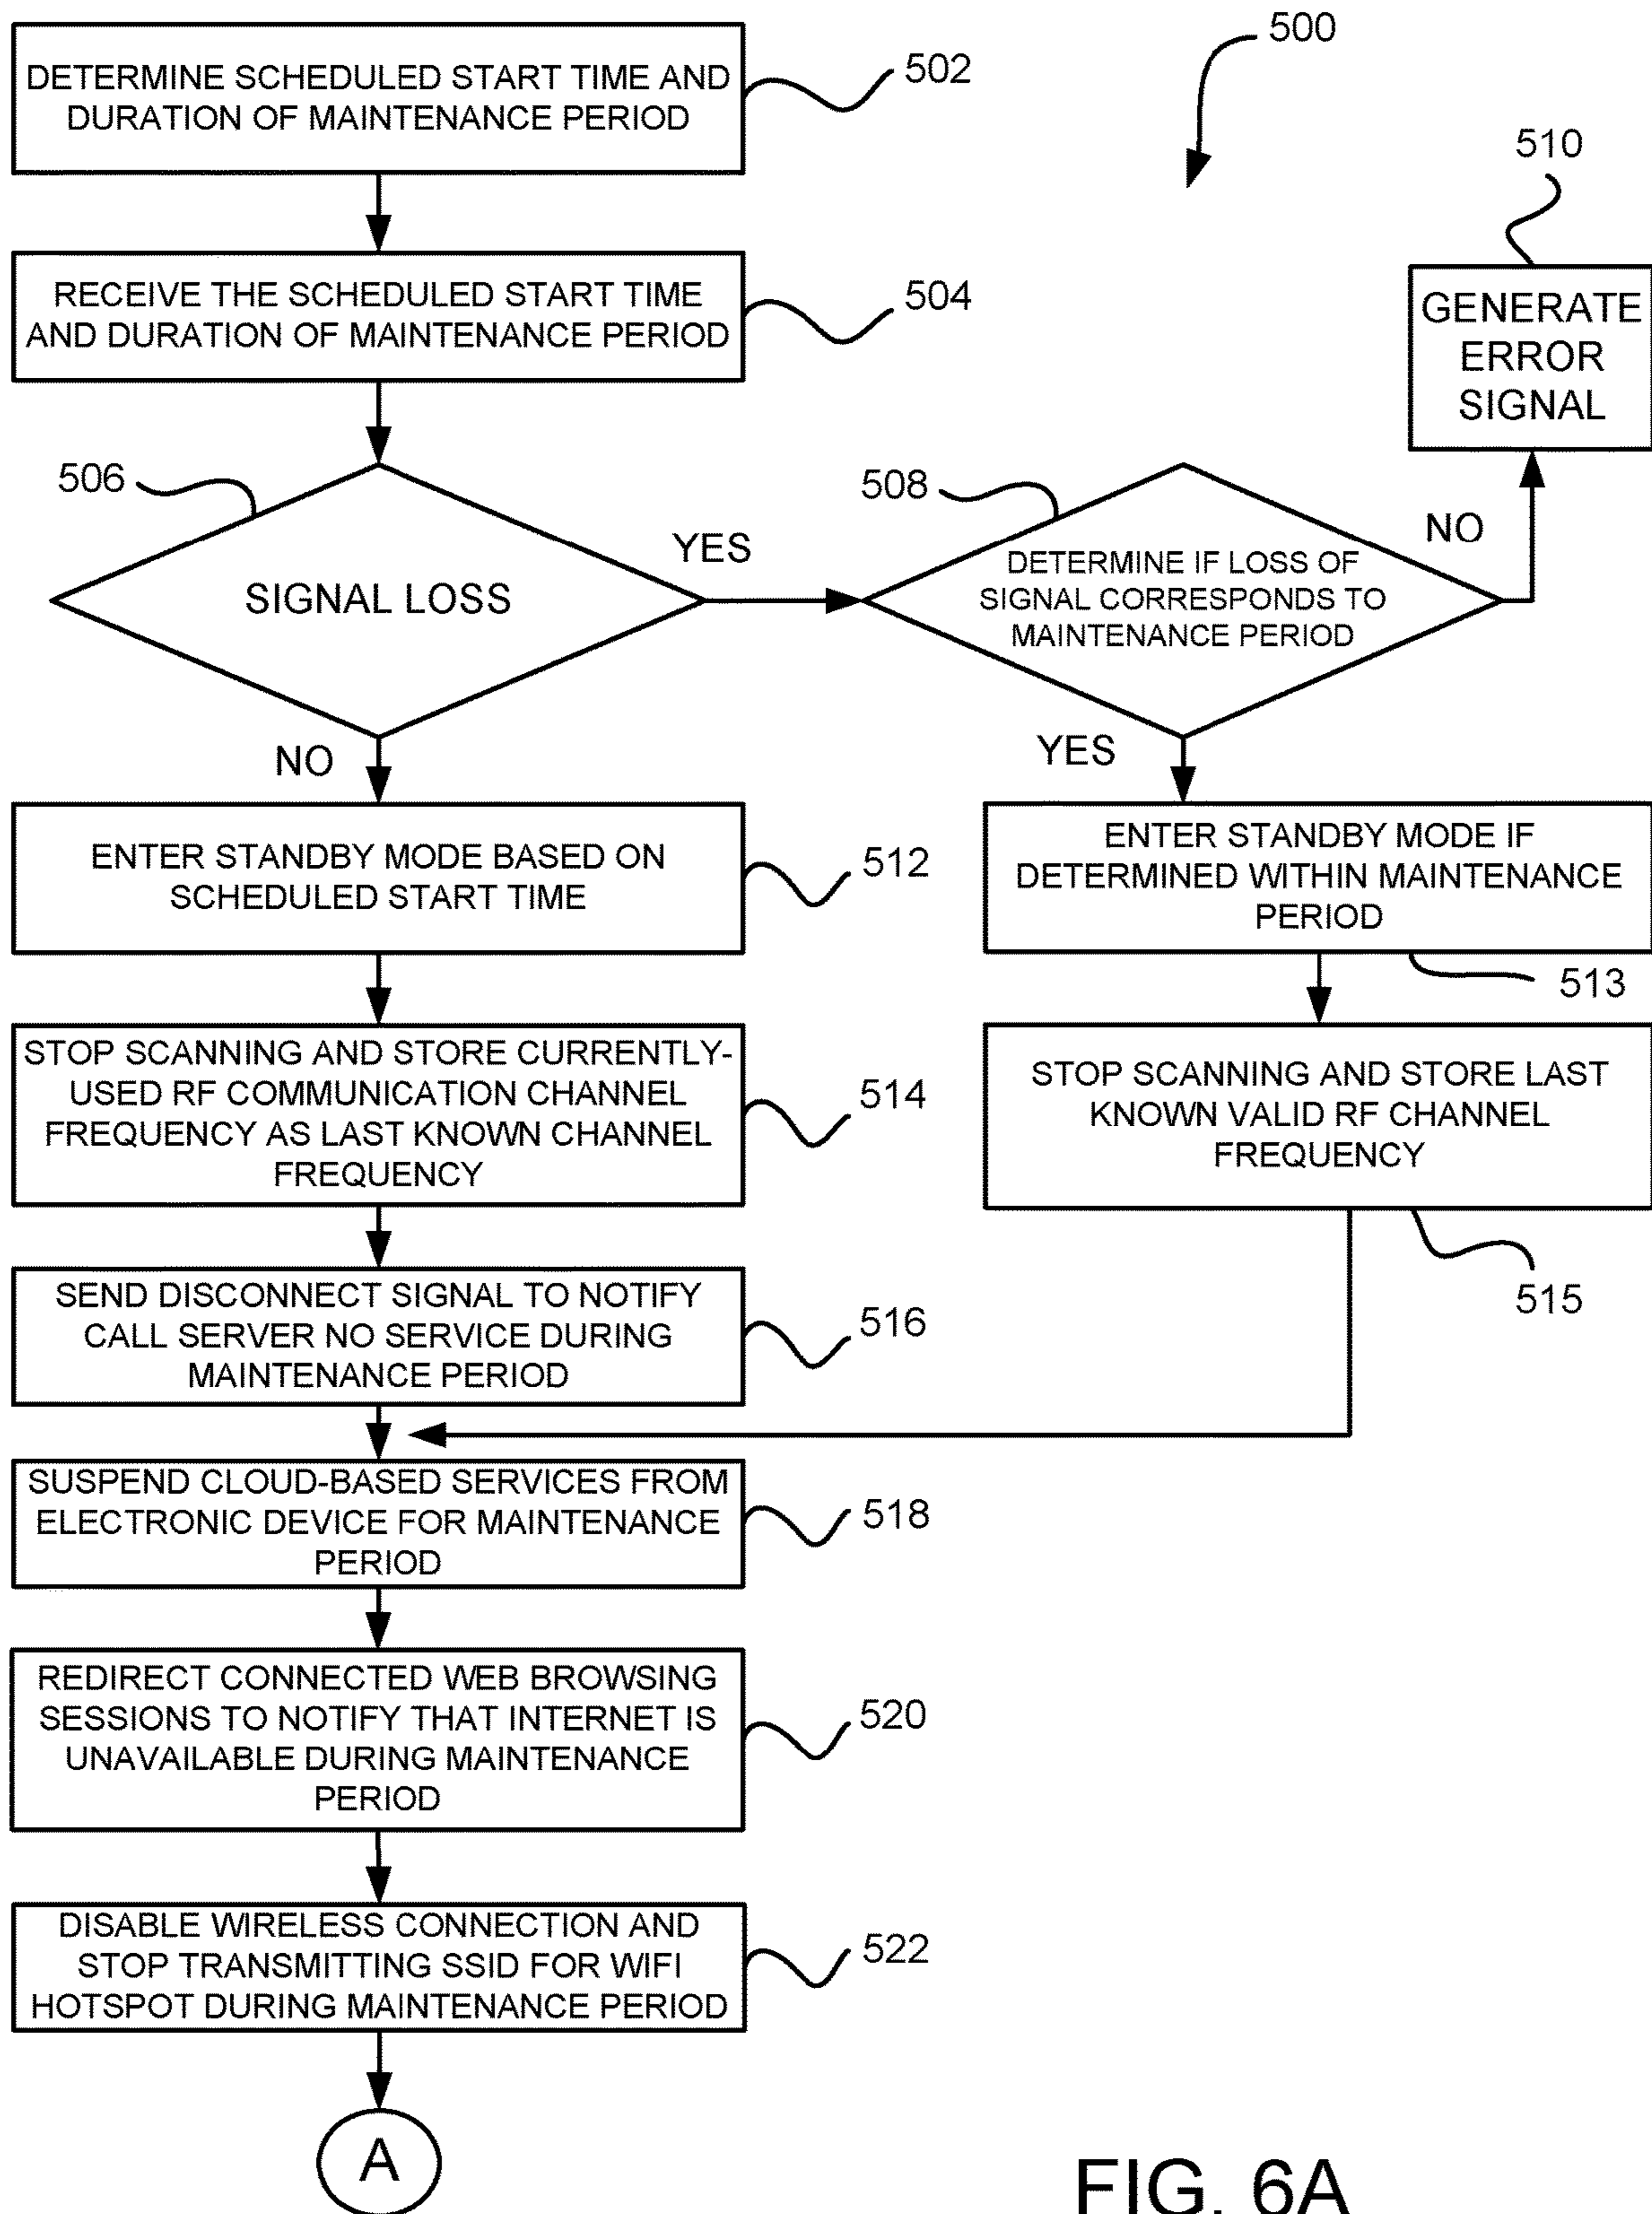 500
DETERMINE SCHEDULED START TIME AND
DURATION OF MAINTENANCE PERIOD
502
RECEIVE THE SCHEDULED START TIME
AND DURATION OF MAINTENANCE PERIOD
504
510
GENERATE
ERROR
SIGNAL
506
SIGNAL LOSS
YES
508
DETERMINE IF LOSS OF
SIGNAL CORRESPONDS TO
MAINTENANCE PERIOD
NO
NO
YES
ENTER STANDBY MODE BASED ON
SCHEDULED START TIME
512
ENTER STANDBY MODE IF
DETERMINED WITHIN MAINTENANCE
PERIOD
513
STOP SCANNING AND STORE CURRENTLY-
USED RF COMMUNICATION CHANNEL
FREQUENCY AS LAST KNOWN CHANNEL
FREQUENCY
514
STOP SCANNING AND STORE LAST
KNOWN VALID RF CHANNEL
FREQUENCY
515
SEND DISCONNECT SIGNAL TO NOTIFY
CALL SERVER NO SERVICE DURING
MAINTENANCE PERIOD
516
SUSPEND CLOUD-BASED SERVICES FROM
ELECTRONIC DEVICE FOR MAINTENANCE
PERIOD
518
REDIRECT CONNECTED WEB BROWSING
SESSIONS TO NOTIFY THAT INTERNET IS
UNAVAILABLE DURING MAINTENANCE
PERIOD
520
DISABLE WIRELESS CONNECTION AND
STOP TRANSMITTING SSID FOR WIFI
HOTSPOT DURING MAINTENANCE PERIOD
522
A
FIG. 6A